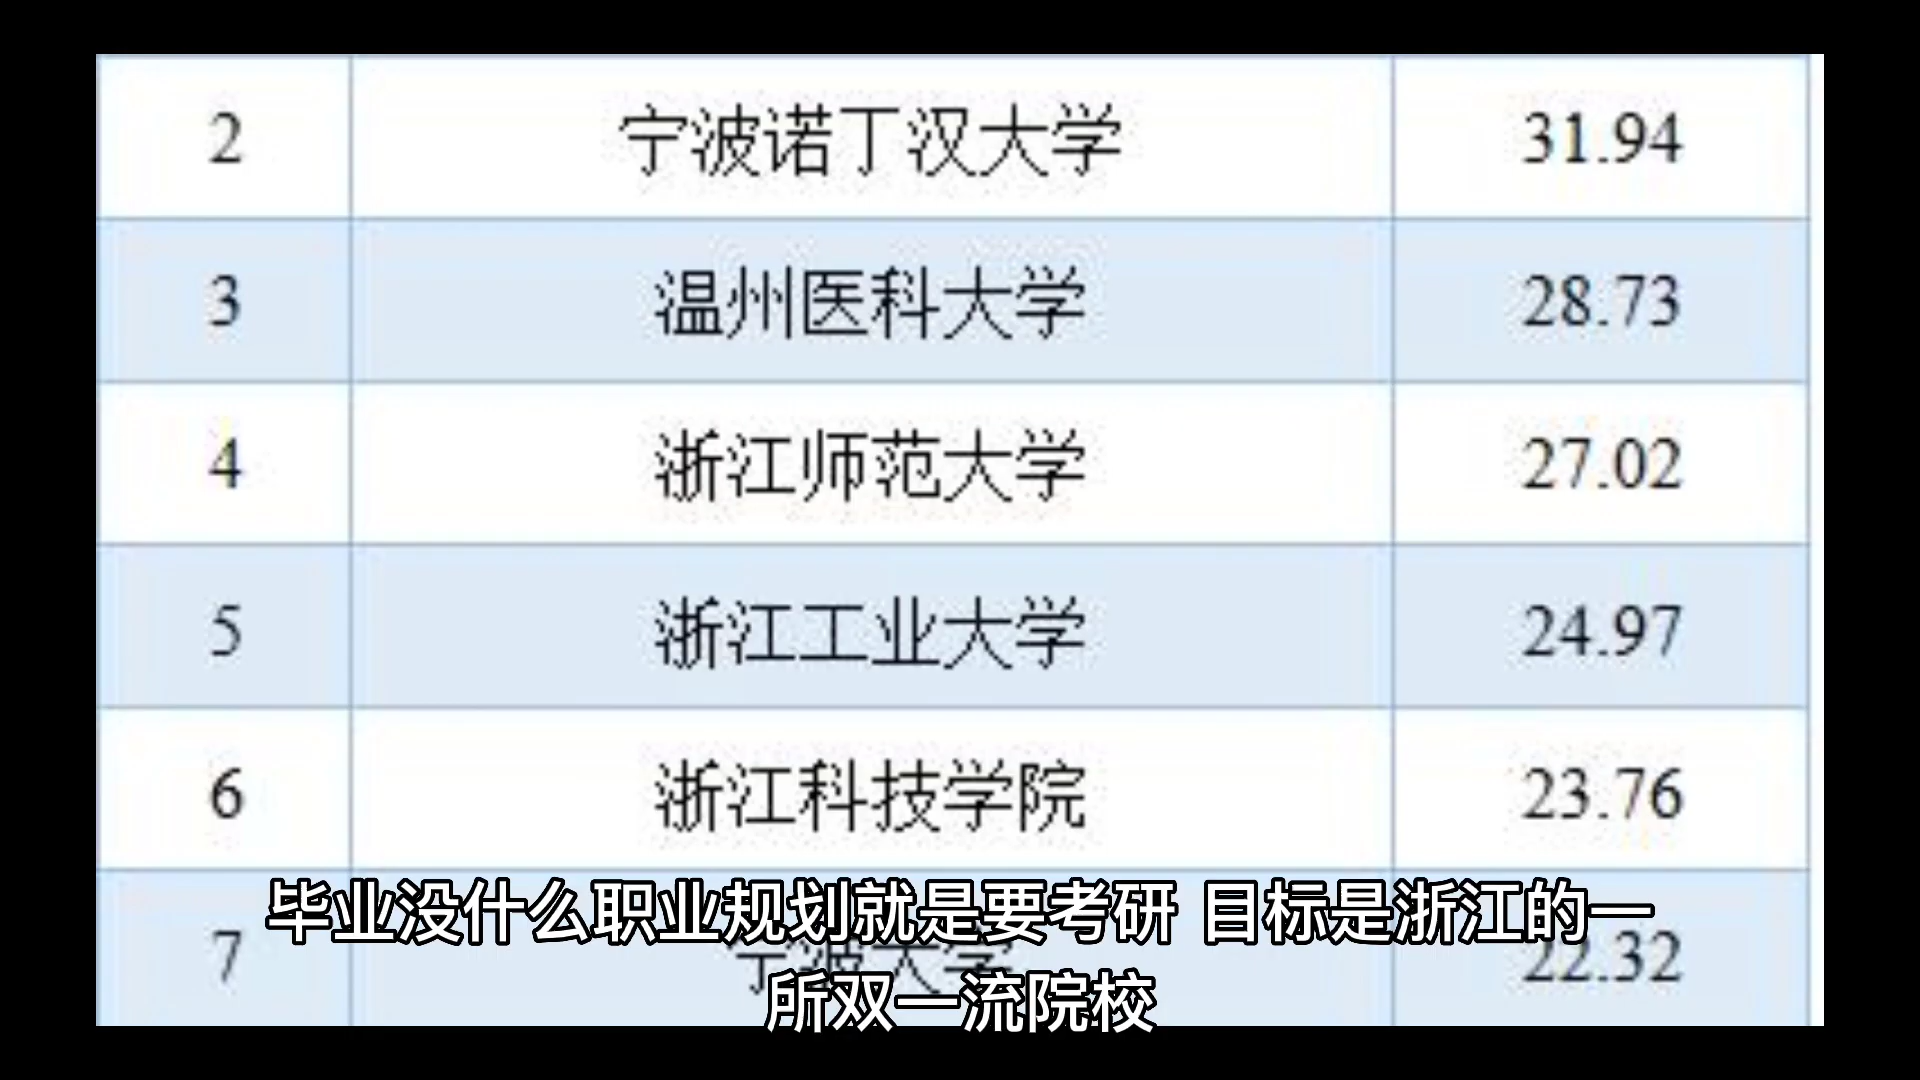 2 宁波诺丁汉大学 31.94
3 温州医科大学 28.73
4 浙江师范大学 27.02
5 浙江工业大学 24.97
6 浙江科技学院 23.76
7 宁波大学 22.32
毕业没什么职业规划就是要考研 目标是浙江的一
所双一流院校